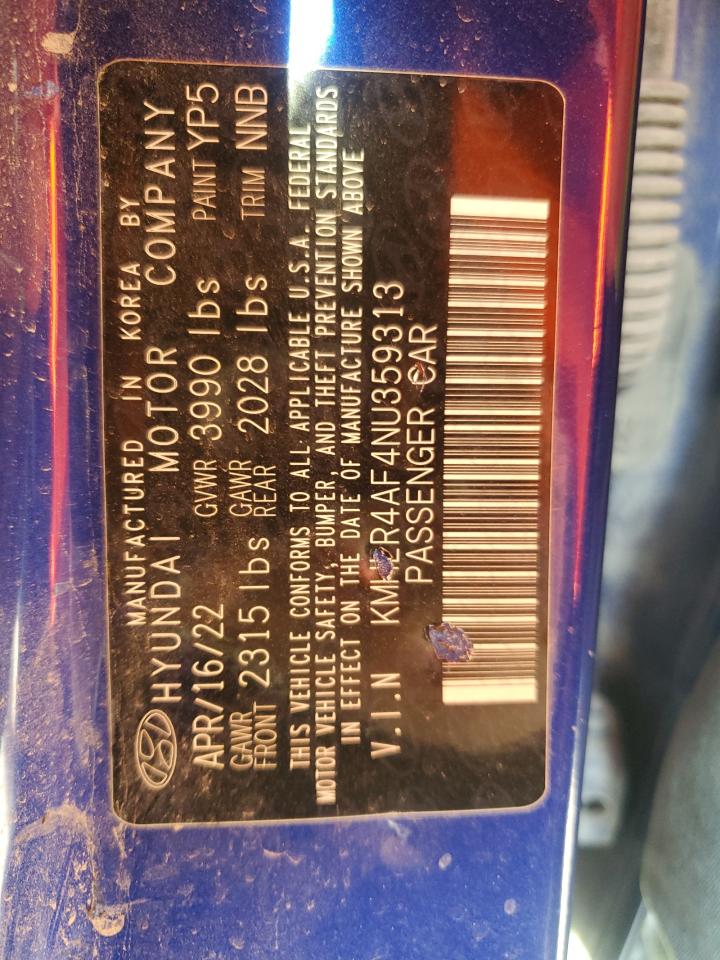 MANUFACTURED IN KOREA BY
HYUNDAI MOTOR COMPANY
APR/16/22 GVWR 3990 lbs PAINT YP5
GAWR FRONT 2315 lbs GAWR REAR 2028 lbs TRIM NNB
THIS VEHICLE CONFORMS TO ALL APPLICABLE U.S.A. FEDERAL
MOTOR VEHICLE SAFETY, BUMPER, AND THEFT PREVENTION STANDARDS
IN EFFECT ON THE DATE OF MANUFACTURE SHOWN ABOVE
V.I.N KMHLR4AF4NU359313
PASSENGER CAR